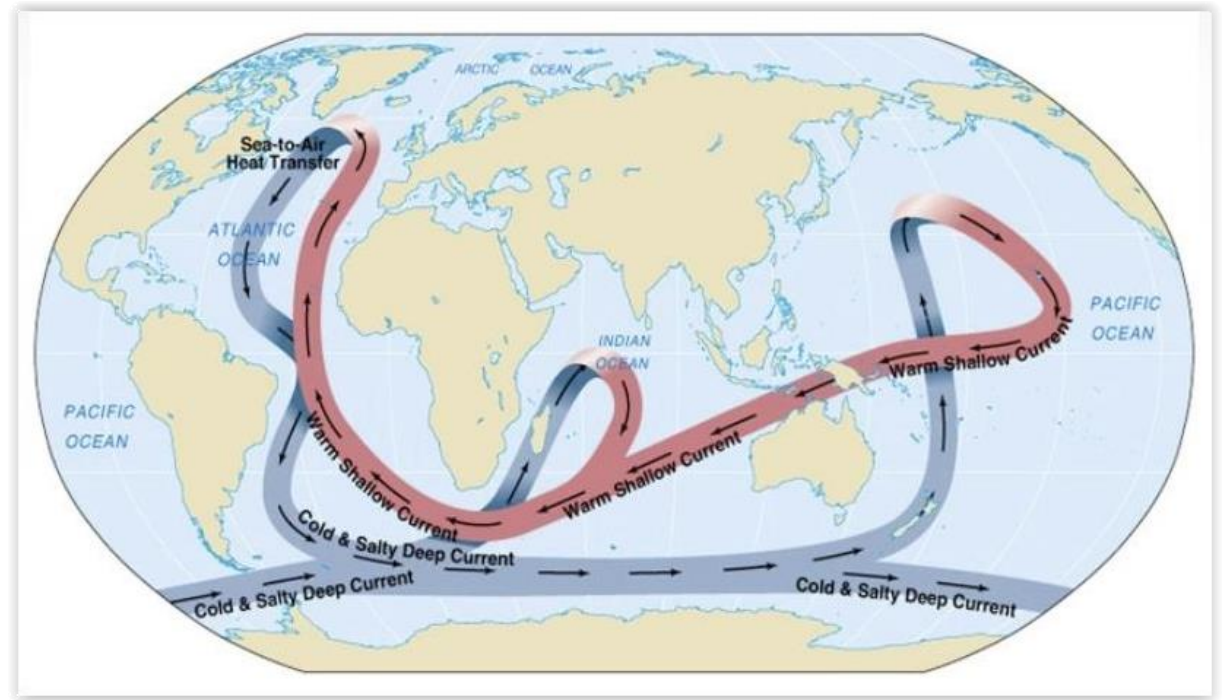 ARCTIC OCEAN
Sea-to-Air
Heat Transfer
ATLANTIC
OCEAN
PACIFIC
OCEAN
INDIAN
OCEAN
Warm Shallow Current
PACIFIC
OCEAN
Warm Shallow Current
Warm Shallow Current
Cold & Salty Deep Current
Cold & Salty Deep Current
Cold & Salty Deep Current